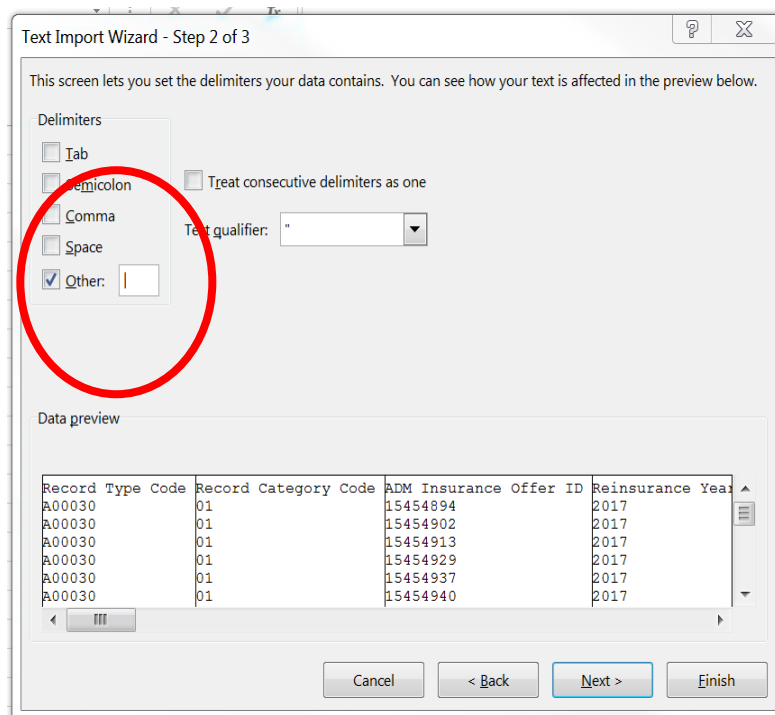 Text Import Wizard - Step 2 of 3
This screen lets you set the delimiters your data contains. You can see how your text is affected in the preview below.
Delimiters
Tab
Semicolon
Comma
Space
Other: |
Treat consecutive delimiters as one
Text qualifier: "
Data preview
Record Type Code Record Category Code ADM Insurance Offer ID Reinsurance Year
A00030 01 15454894 2017
A00030 01 15454902 2017
A00030 01 15454913 2017
A00030 01 15454929 2017
A00030 01 15454937 2017
A00030 01 15454940 2017
Cancel < Back Next > Finish